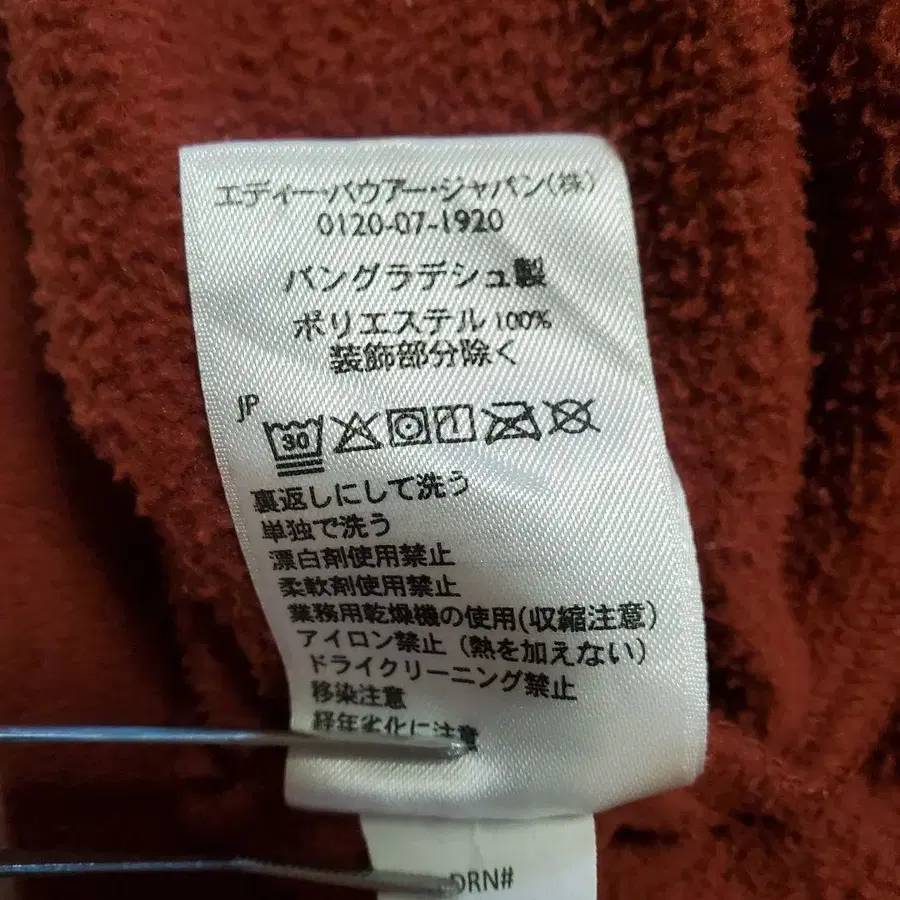 エディー・バウアー・ジャパン(株)
0120-07-1920
バングラデシュ製
ポリエステル 100%
装飾部分除く
JP
30
裏返しにして洗う
単独で洗う
漂白剤使用禁止
柔軟剤使用禁止
業務用乾燥機の使用(収縮注意)
アイロン禁止(熱を加えない)
ドライクリーニング禁止
移染注意
経年劣化に注意
DRN#